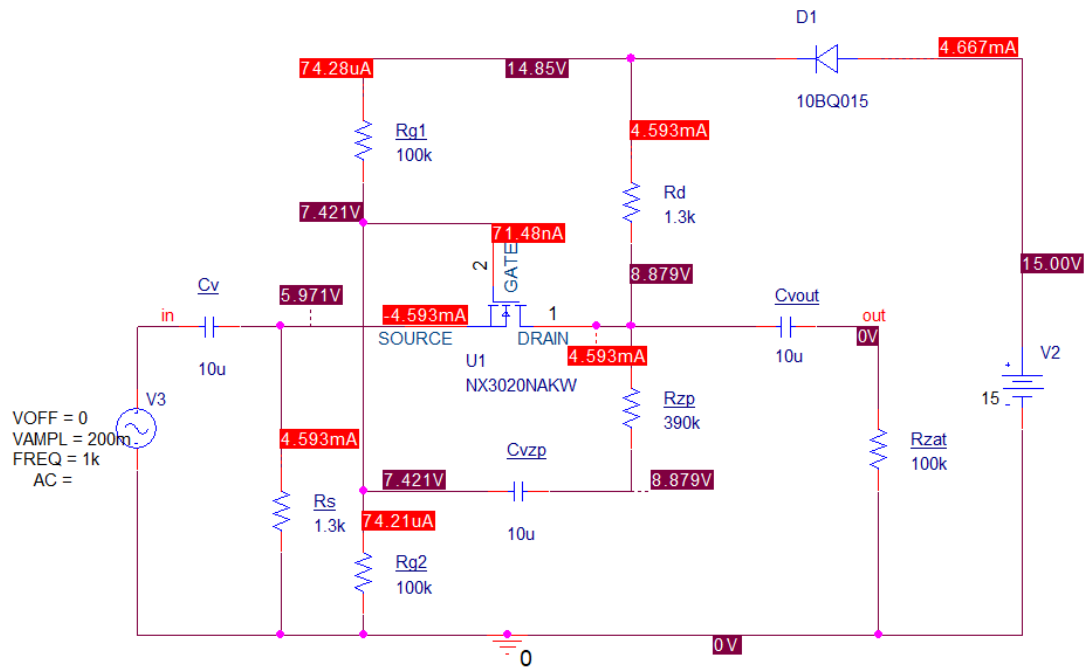 D1
4.667mA
74.28uA
14.85V
10BQ015
Rg1
100k
4.593mA
Rd
1.3k
7.421V
71.48nA
GATE
2
8.879V
15.00V
Cv
5.971V
Cvout
in
-4.593mA
1
out
SOURCE
DRAIN
0V
10u
U1
4.593mA
10u
V2
NX3020NAKW
V3
Rzp
390k
15
VOFF = 0
VAMPL = 200m
FREQ = 1k
AC =
4.593mA
Cvzp
Rzat
100k
7.421V
8.879V
Rs
1.3k
74.21uA
10u
Rg2
100k
0V
0